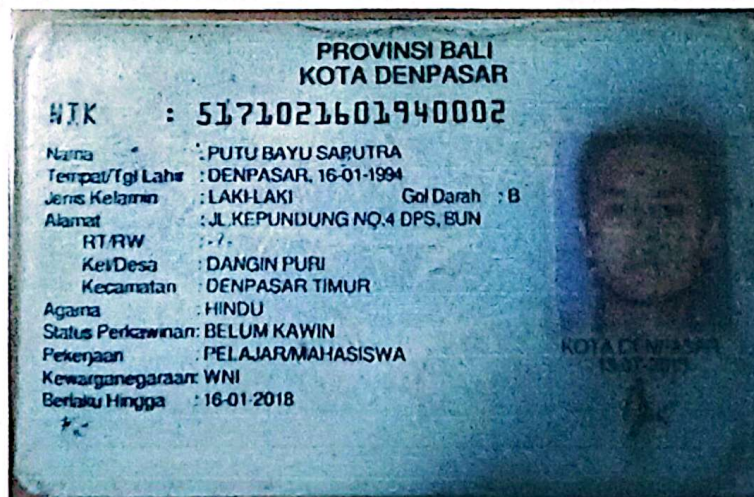 PROVINSI BALI
KOTA DENPASAR
NIK : 5171021601940002
Nama : PUTU BAYU SAPUTRA
Tempat/Tgl Lahir : DENPASAR, 16-01-1994
Jenis Kelamin : LAKI-LAKI Gol Darah : B
Alamat : JL.KEPUNDUNG NO.4 DPS, BUN
RT/RW : -/-
Kel/Desa : DANGIN PURI
Kecamatan : DENPASAR TIMUR
Agama : HINDU
Status Perkawinan: BELUM KAWIN
Pekerjaan : PELAJAR/MAHASISWA
Kewarganegaraan: WNI
Berlaku Hingga : 16-01-2018
KOTA DENPASAR